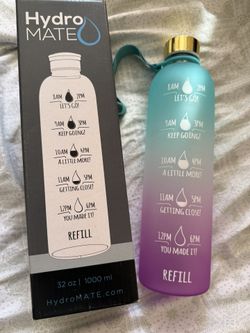 Hydro
MATE
8AM 2PM
LET'S GO!
9AM 3PM
KEEP GOING!
10AM 4PM
A LITTLE MORE!
11AM 5PM
GETTING CLOSE!
12PM 6PM
YOU MADE IT!
REFILL
32 oz | 1000 ml
HydroMATE.com
8AM 2PM
LET'S GO!
9AM 3PM
KEEP GOING!
10AM 4PM
A LITTLE MORE!
11AM 5PM
GETTING CLOSE!
12PM 6PM
YOU MADE IT!
REFILL